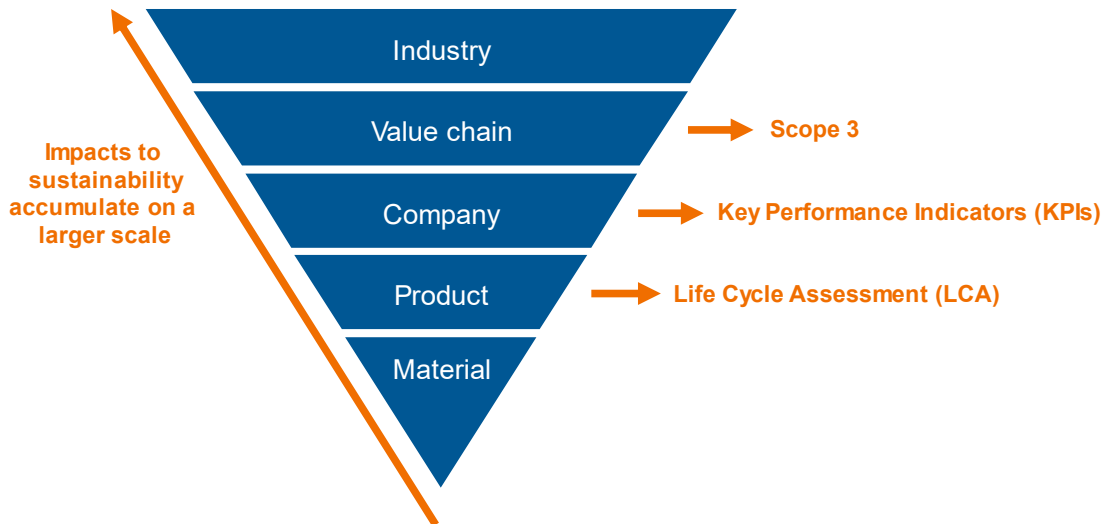 Industry
Value chain
Scope 3
Impacts to
sustainability
accumulate on a
larger scale
Company
Key Performance Indicators (KPIs)
Product
Life Cycle Assessment (LCA)
Material